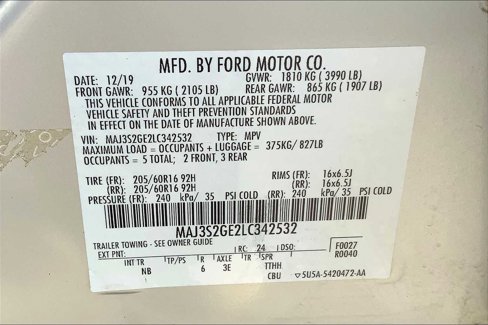 MFD. BY FORD MOTOR CO.
12/19 GVWR: 1810 KG ( 3990 LB)
FRONT GAWR: 955 KG ( 2105 LB) REAR GAWR: 865 KG ( 1907 LB)
THIS VEHICLE CONFORMS TO ALL APPLICABLE FEDERAL MOTOR
VEHICLE SAFETY AND THEFT PREVENTION STANDARDS
IN EFFECT ON THE DATE OF MANUFACTURE SHOWN ABOVE.
VIN: MAJ3S2GE2LC342532 TYPE: MPV
MAXIMUM LOAD = OCCUPANTS + LUGGAGE = 375KG/ 827LB
OCCUPANTS = 5 TOTAL; 2 FRONT, 3 REAR
TIRE (FR): 205/60R16 92H RIMS (FR): 16x6.5J
(RR): 205/60R16 92H (RR): 16x6.5J
PRESSURE (FR): 240 kPa/ 35 PSI COLD (RR): 240 kPa/ 35 PSI COLD
MAJ3S2GE2LC342532
TRAILER TOWING - SEE OWNER GUIDE
EXT PNT: RC: 24 DSO: F0027
R0040
INT TR TP/PS R AXLE TR SPR
NB 6 3E TTHH
CBU 5U5A-5420472-AA